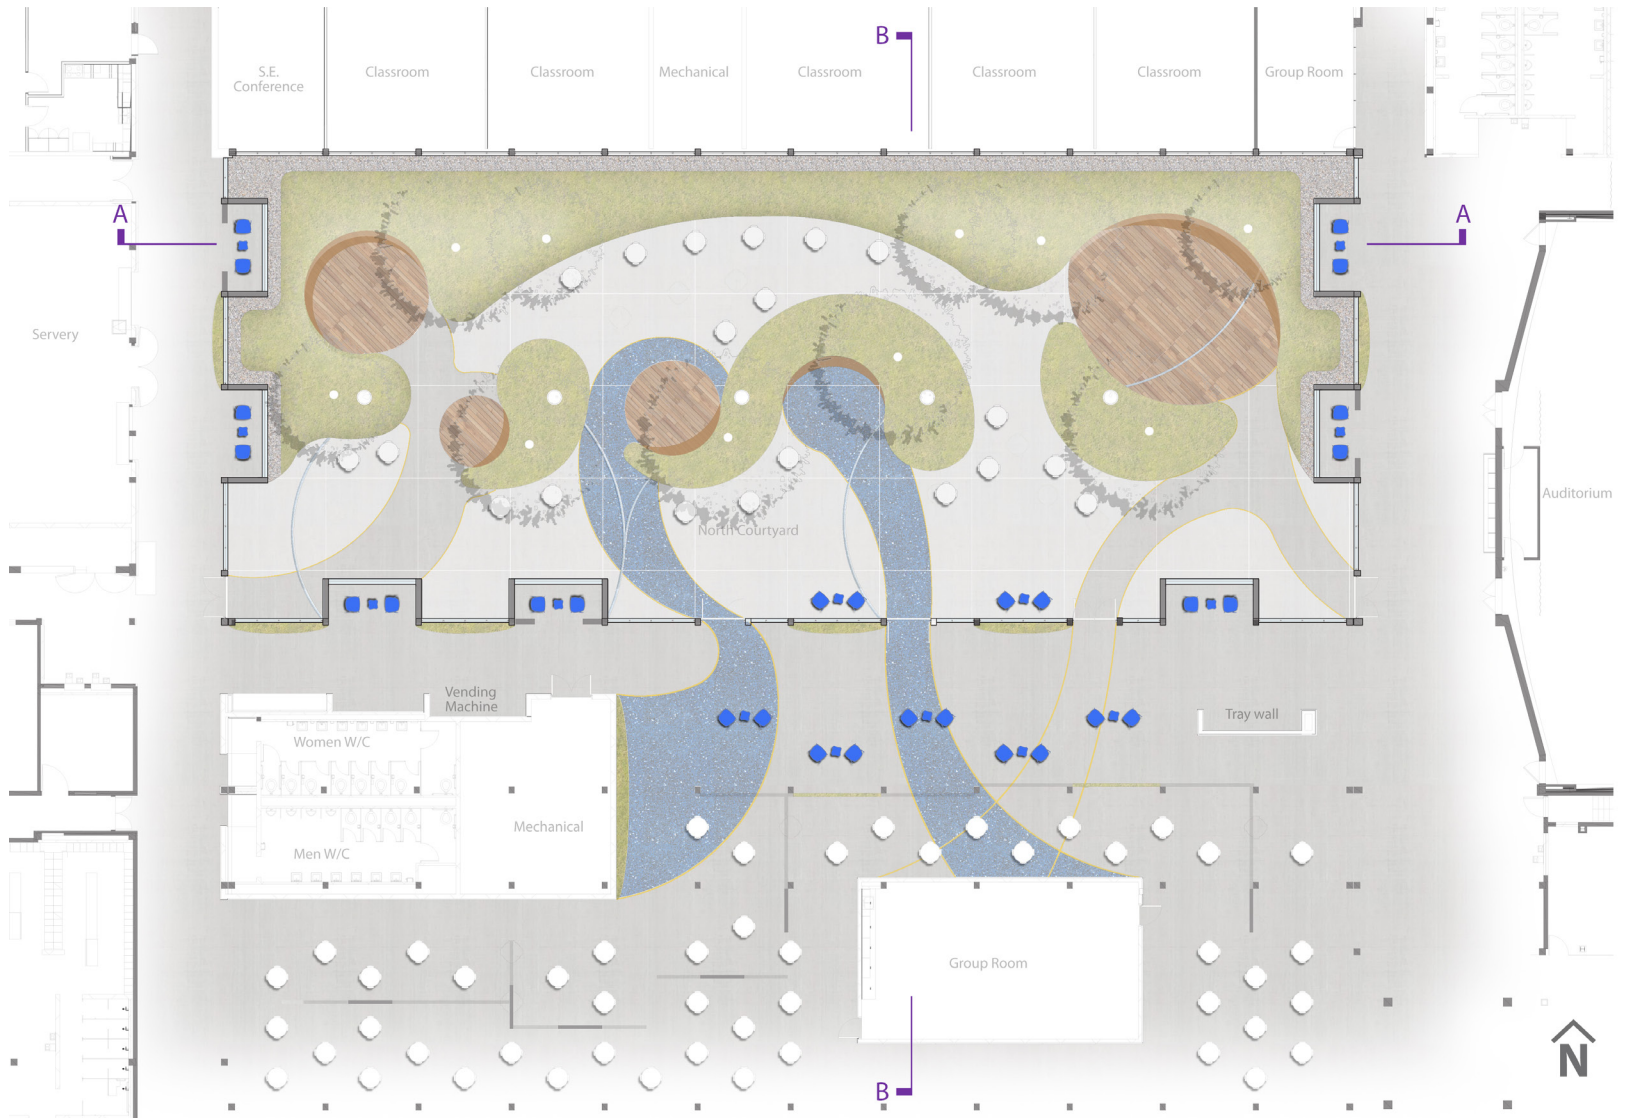 B
S.E.
Conference
Classroom
Classroom
Mechanical
Classroom
Classroom
Classroom
Group Room
A
A
Servery
Auditorium
North Courtyard
Vending
Machine
Tray wall
Women W/C
Mechanical
Men W/C
Group Room
B
N